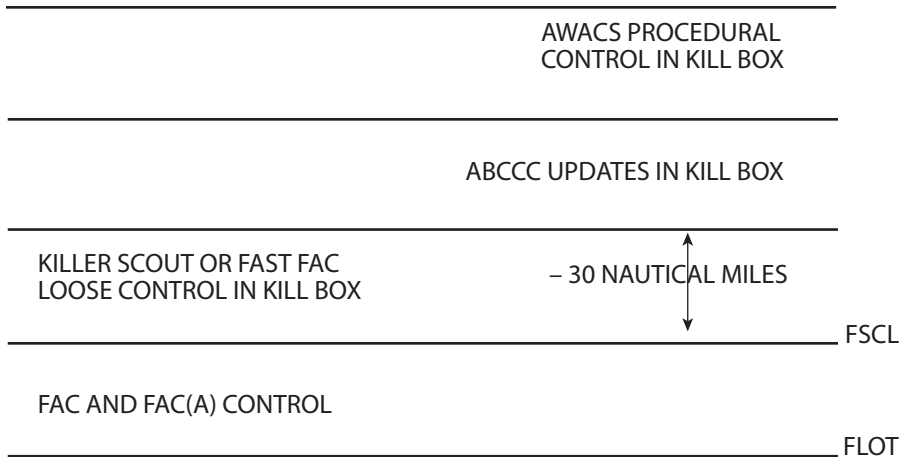 AWACS PROCEDURAL
CONTROL IN KILL BOX
ABCCC UPDATES IN KILL BOX
KILLER SCOUT OR FAST FAC
LOOSE CONTROL IN KILL BOX
– 30 NAUTICAL MILES
FSCL
FAC AND FAC(A) CONTROL
FLOT